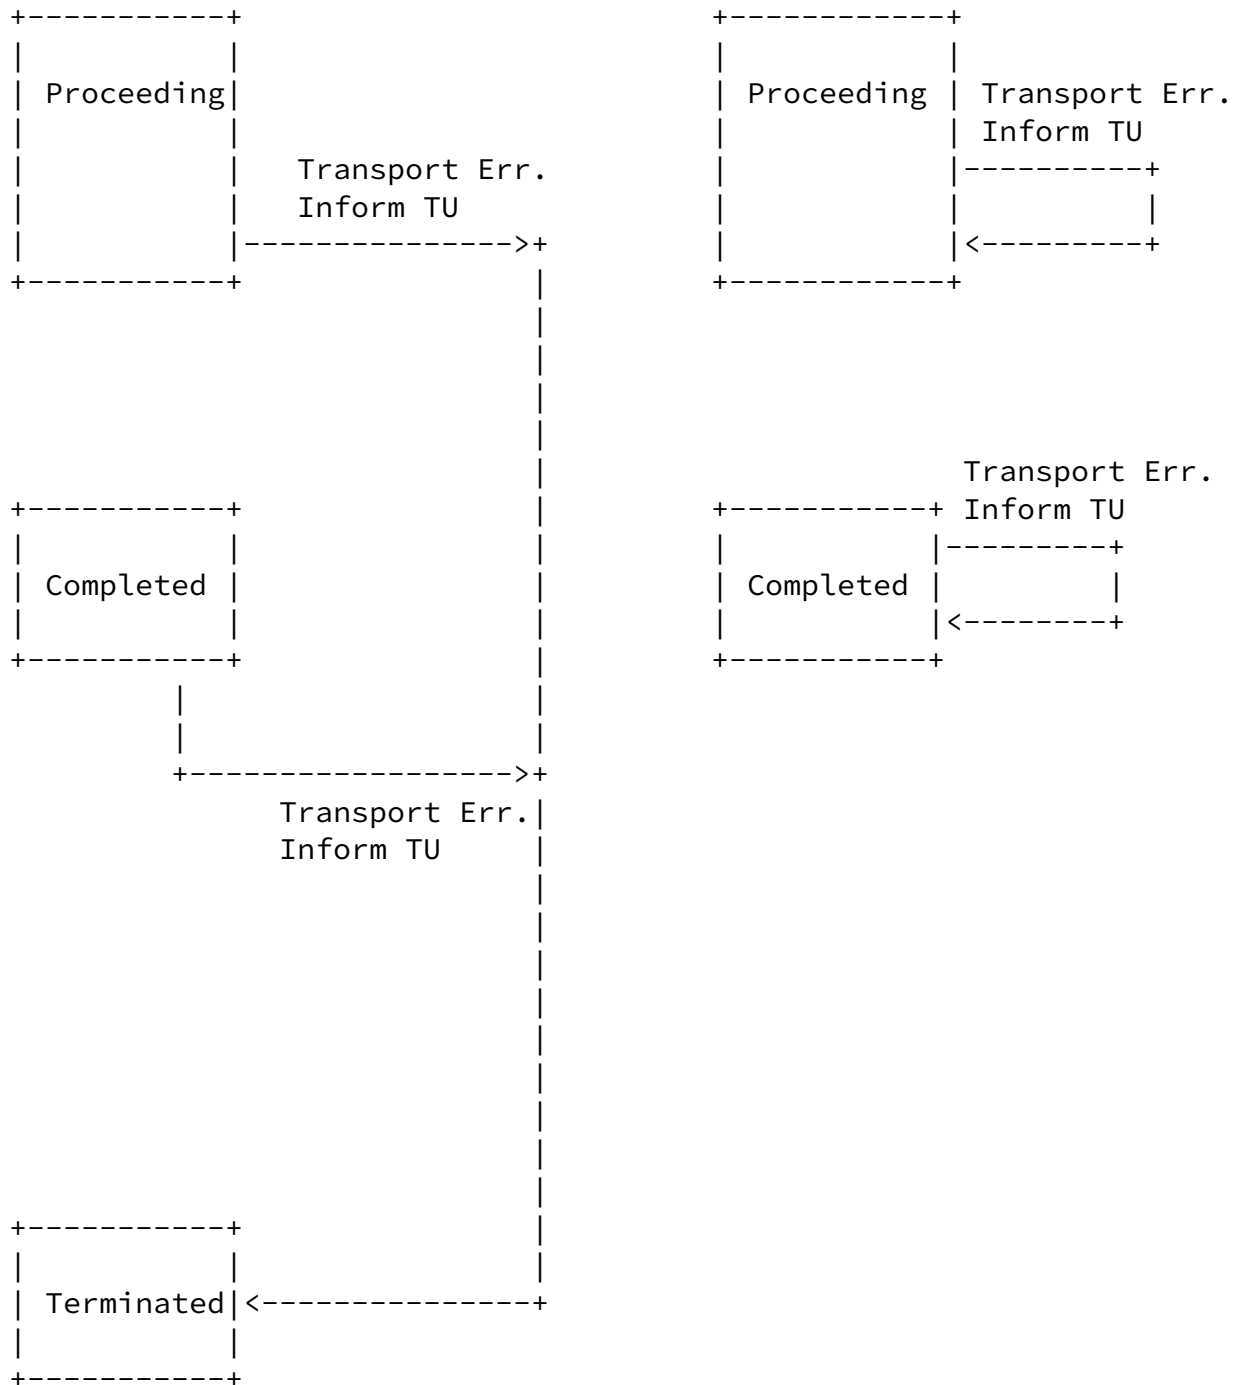 Proceeding
Proceeding
Transport Err.
Inform TU
Transport Err.
Inform TU
Transport Err.
Inform TU
Completed
Completed
Transport Err.
Inform TU
Terminated